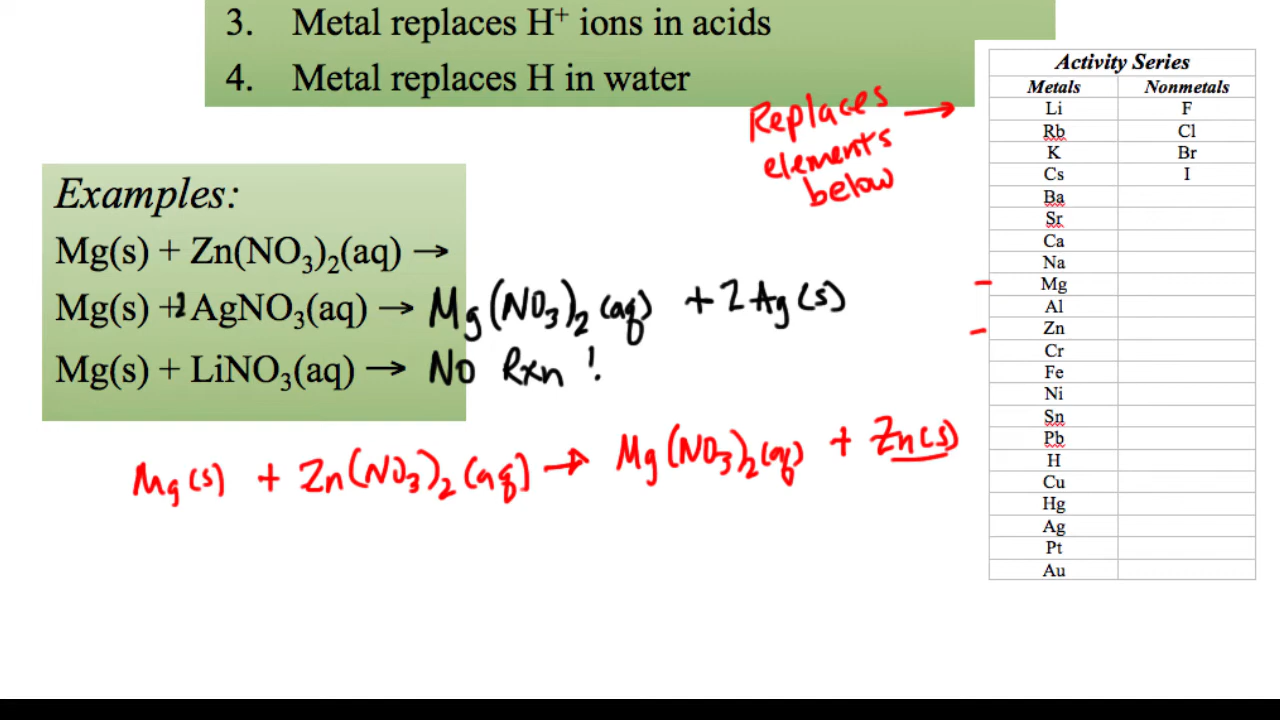 3. Metal replaces H⁺ ions in acids
4. Metal replaces H in water
Replaces →
elements
below
Examples:
Mg(s) + Zn(NO₃)₂(aq) →
Mg(s) + 2 AgNO₃(aq) → Mg(NO₃)₂(aq) + 2Ag(s)
Mg(s) + LiNO₃(aq) → No Rxn!
Mg(s) + Zn(NO₃)₂(aq) → Mg(NO₃)₂(aq) + Zn(s)
Activity Series
Metals Nonmetals
Li F
Rb Cl
K Br
Cs I
Ba
Sr
Ca
Na
Mg
Al
Zn
Cr
Fe
Ni
Sn
Pb
H
Cu
Hg
Ag
Pt
Au